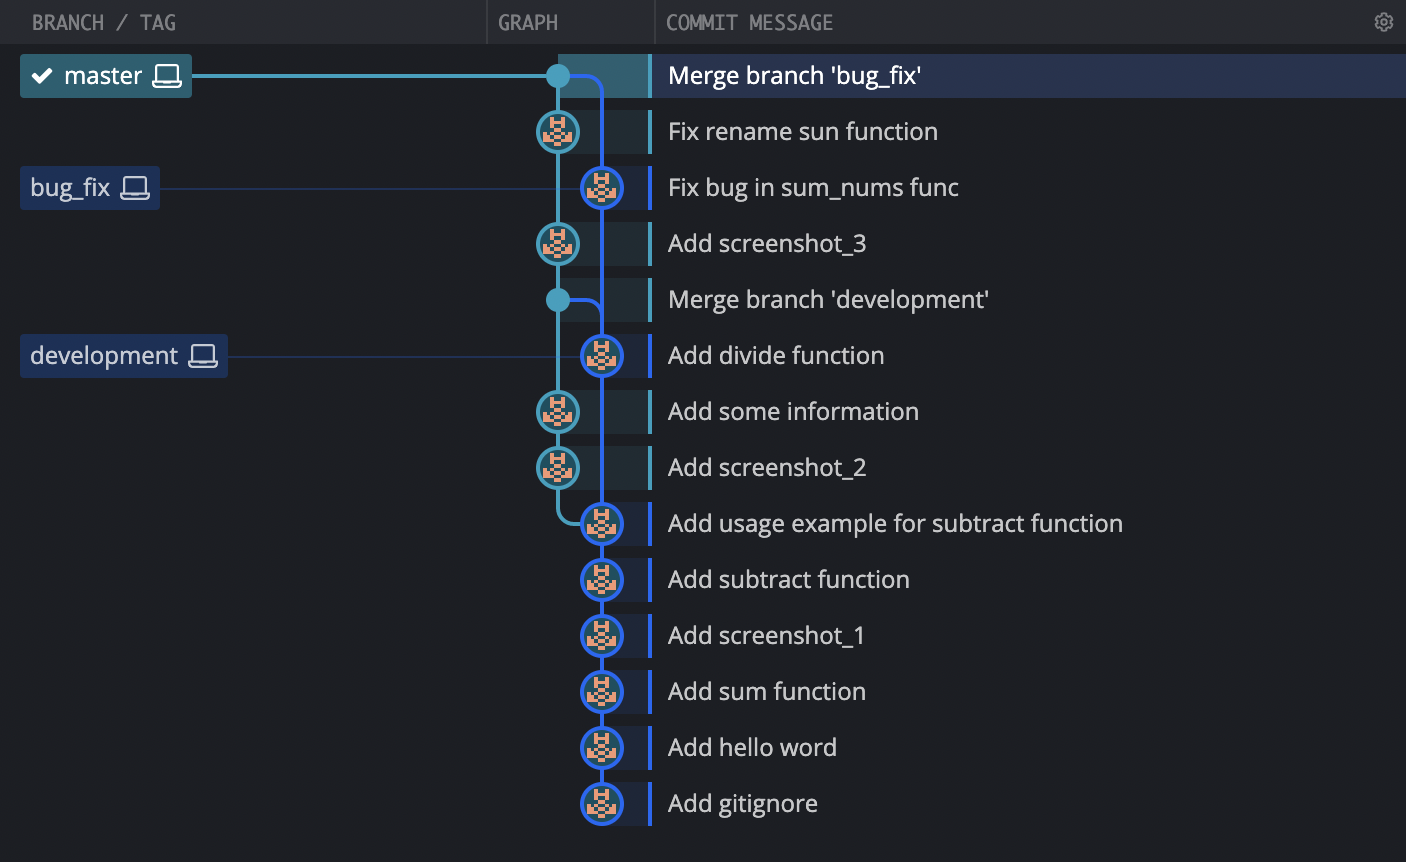 BRANCH / TAG GRAPH COMMIT MESSAGE
master Merge branch 'bug_fix'
Fix rename sun function
bug_fix Fix bug in sum_nums func
Add screenshot_3
Merge branch 'development'
development Add divide function
Add some information
Add screenshot_2
Add usage example for subtract function
Add subtract function
Add screenshot_1
Add sum function
Add hello word
Add gitignore